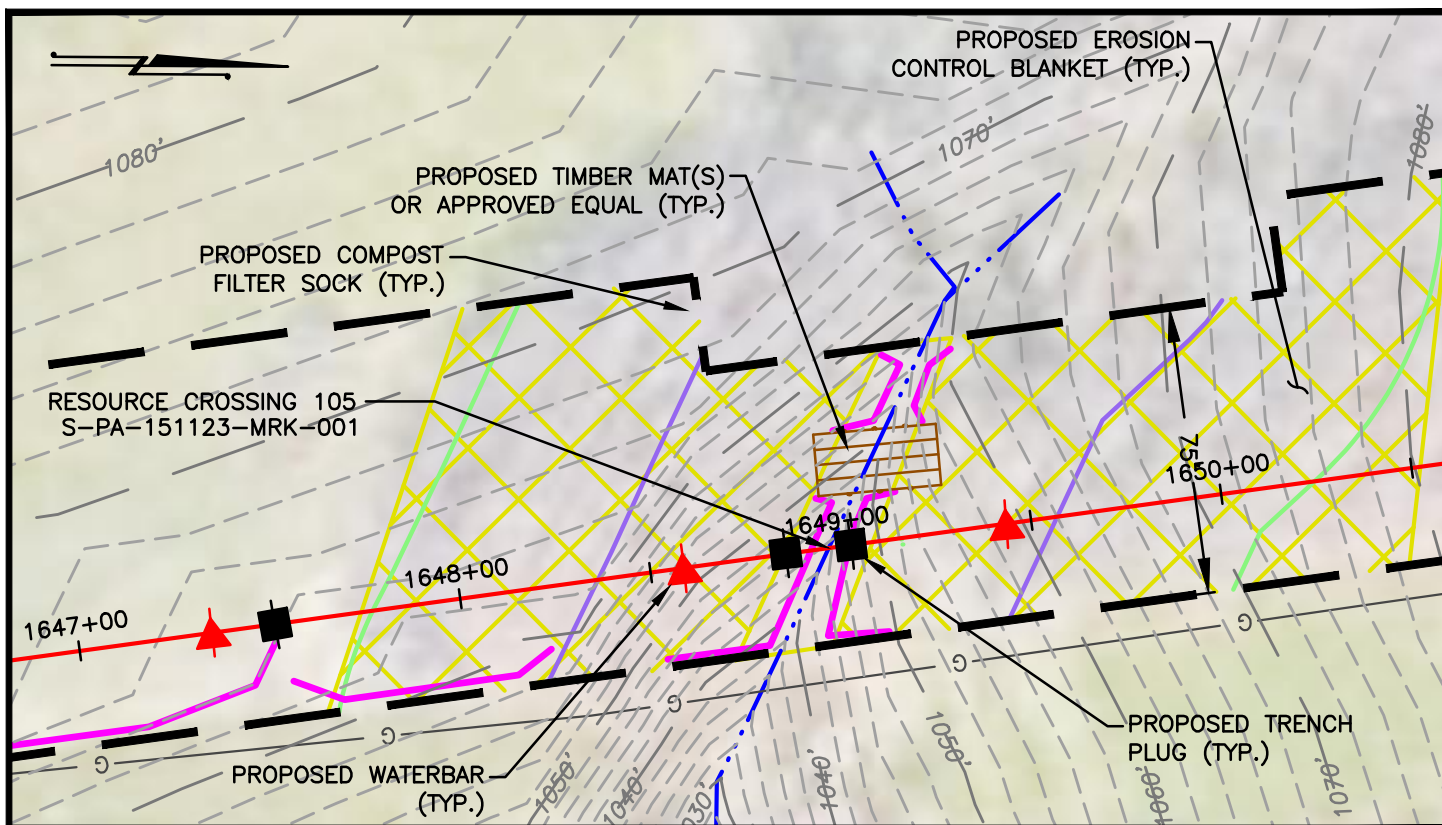 PROPOSED EROSION
CONTROL BLANKET (TYP.)
1080'
1070'
1080'
PROPOSED TIMBER MAT(S)
OR APPROVED EQUAL (TYP.)
PROPOSED COMPOST
FILTER SOCK (TYP.)
RESOURCE CROSSING 105
S-PA-151123-MRK-001
75'
1650+00
1649+00
1648+00
1647+00
G
G
G
G
G
PROPOSED TRENCH
PLUG (TYP.)
PROPOSED WATERBAR
(TYP.)
1050'
1040'
1030'
1040'
1050'
1060'
1070'